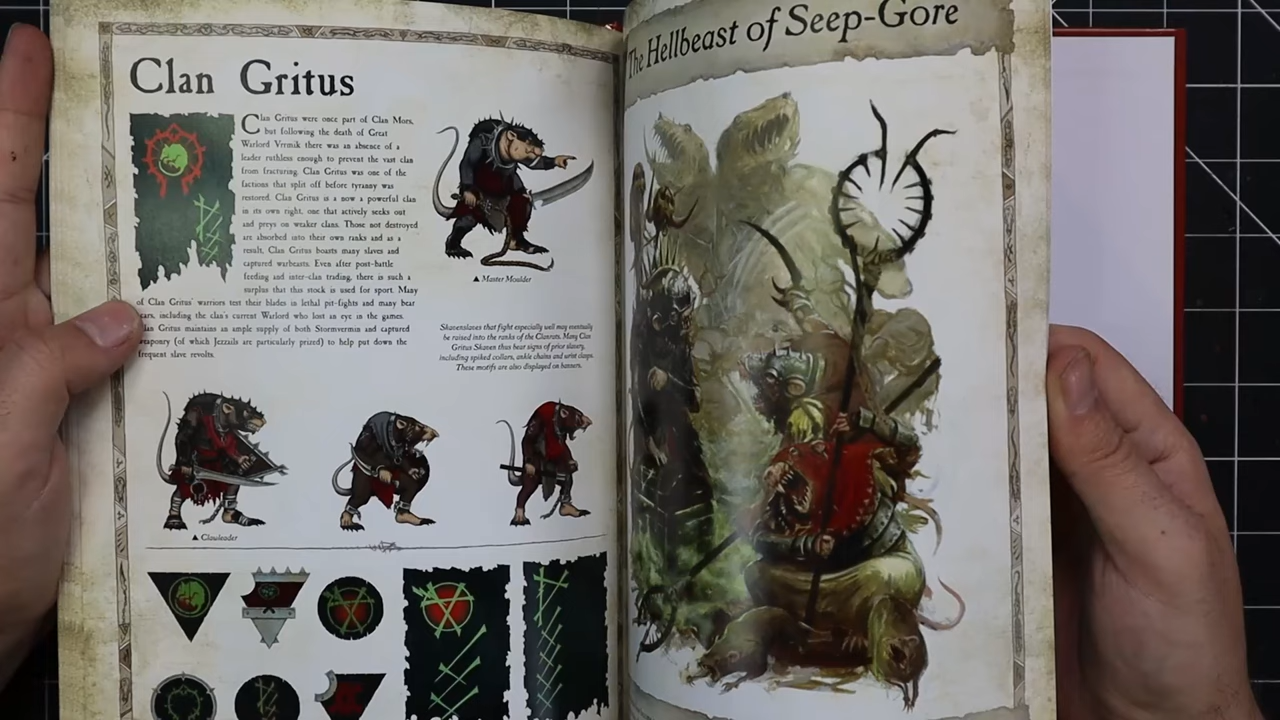 Clan Gritus
Clan Gritus were once part of Clan Mors,
but following the death of Great
Warlord Vrrmik there was an absence of a
leader ruthless enough to prevent the vast clan
from fracturing. Clan Gritus was one of the
factions that split off before tyranny was
restored. Clan Gritus is a now a powerful clan
in its own right, one that actively seeks out
and preys on weaker clans. Those not destroyed
are absorbed into their own ranks and as a
result, Clan Gritus boasts many slaves and
captured warbeasts. Even after post-battle
feeding and inter-clan trading, there is such a
surplus that this stock is used for sport. Many
of Clan Gritus' warriors test their blades in lethal pit-fights and many bear
scars, including the clan's current Warlord who lost an eye in the games.
Clan Gritus maintains an ample supply of both Stormvermin and captured
weaponry (of which Jezzails are particularly prized) to help put down the
frequent slave revolts.
▲ Master Moulder
Skavenslaves that fight especially well may eventually
be raised into the ranks of the Clanrats. Many Clan
Gritus Skaven thus bear signs of prior slavery,
including spiked collars, ankle chains and wrist clasps.
These motifs are also displayed on banners.
▲ Clawleader
The Hellbeast of Seep-Gore